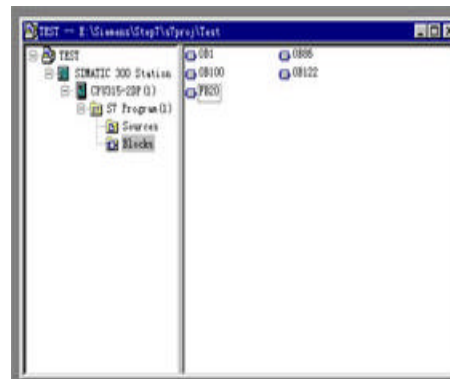 TEST -- E:\Siemens\Step7\s7proj\Test
TEST
SIMATIC 300 Station
CPU315-2DP(1)
S7 Program(1)
Sources
Blocks
OB1
OB86
OB100
OB122
FB20